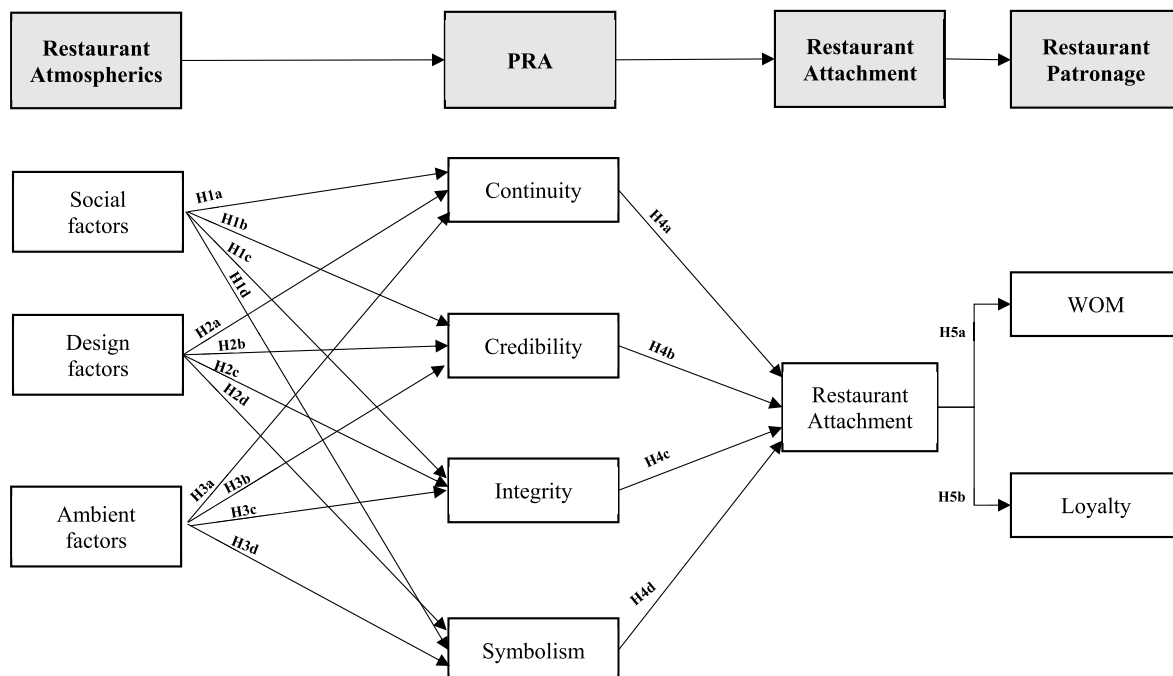 Restaurant
Atmospherics
PRA
Restaurant
Attachment
Restaurant
Patronage
Social
factors
Design
factors
Ambient
factors
H1a
H1b
H1c
H1d
H2a
H2b
H2c
H2d
H3a
H3b
H3c
H3d
Continuity
Credibility
Integrity
Symbolism
H4a
H4b
H4c
H4d
Restaurant
Attachment
H5a
H5b
WOM
Loyalty